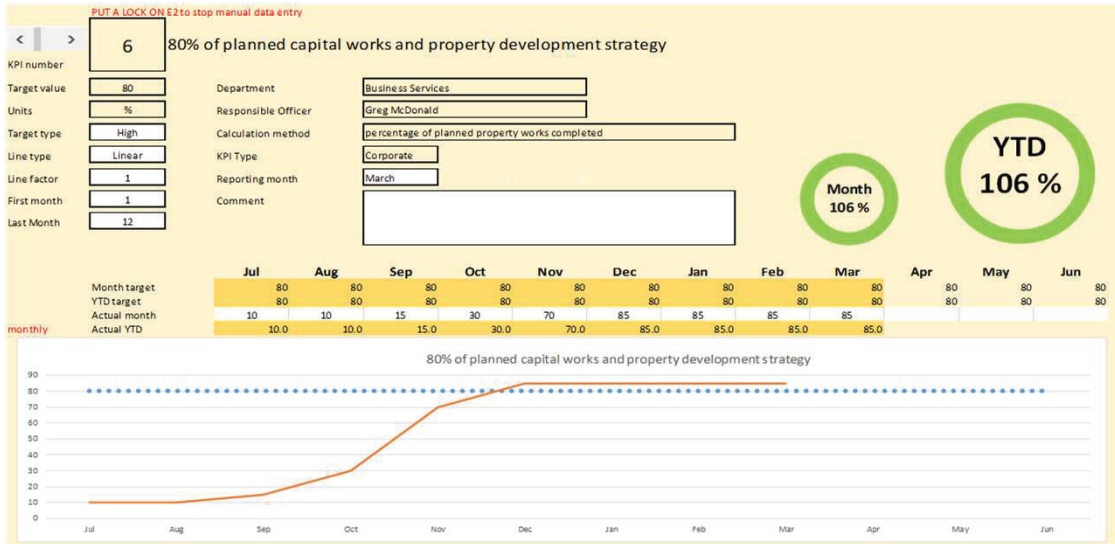 PUT A LOCK ON E2 to stop manual data entry
6 80% of planned capital works and property development strategy
KPI number
Target value 80 Department Business Services
Units % Responsible Officer Greg McDonald
Target type High Calculation method percentage of planned property works completed
Line type Linear KPI Type Corporate
Line factor 1 Reporting month March
First month 1 Comment
Last Month 12
Month
106 %
YTD
106 %
Jul Aug Sep Oct Nov Dec Jan Feb Mar Apr May Jun
Month target 80 80 80 80 80 80 80 80 80 80 80 80
YTD target 80 80 80 80 80 80 80 80 80 80 80 80
Actual month 10 10 15 30 70 85 85 85 85
monthly Actual YTD 10.0 10.0 15.0 30.0 70.0 85.0 85.0 85.0 85.0
80% of planned capital works and property development strategy
90
80
70
60
50
40
30
20
10
0
Jul Aug Sep Oct Nov Dec Jan Feb Mar Apr May Jun